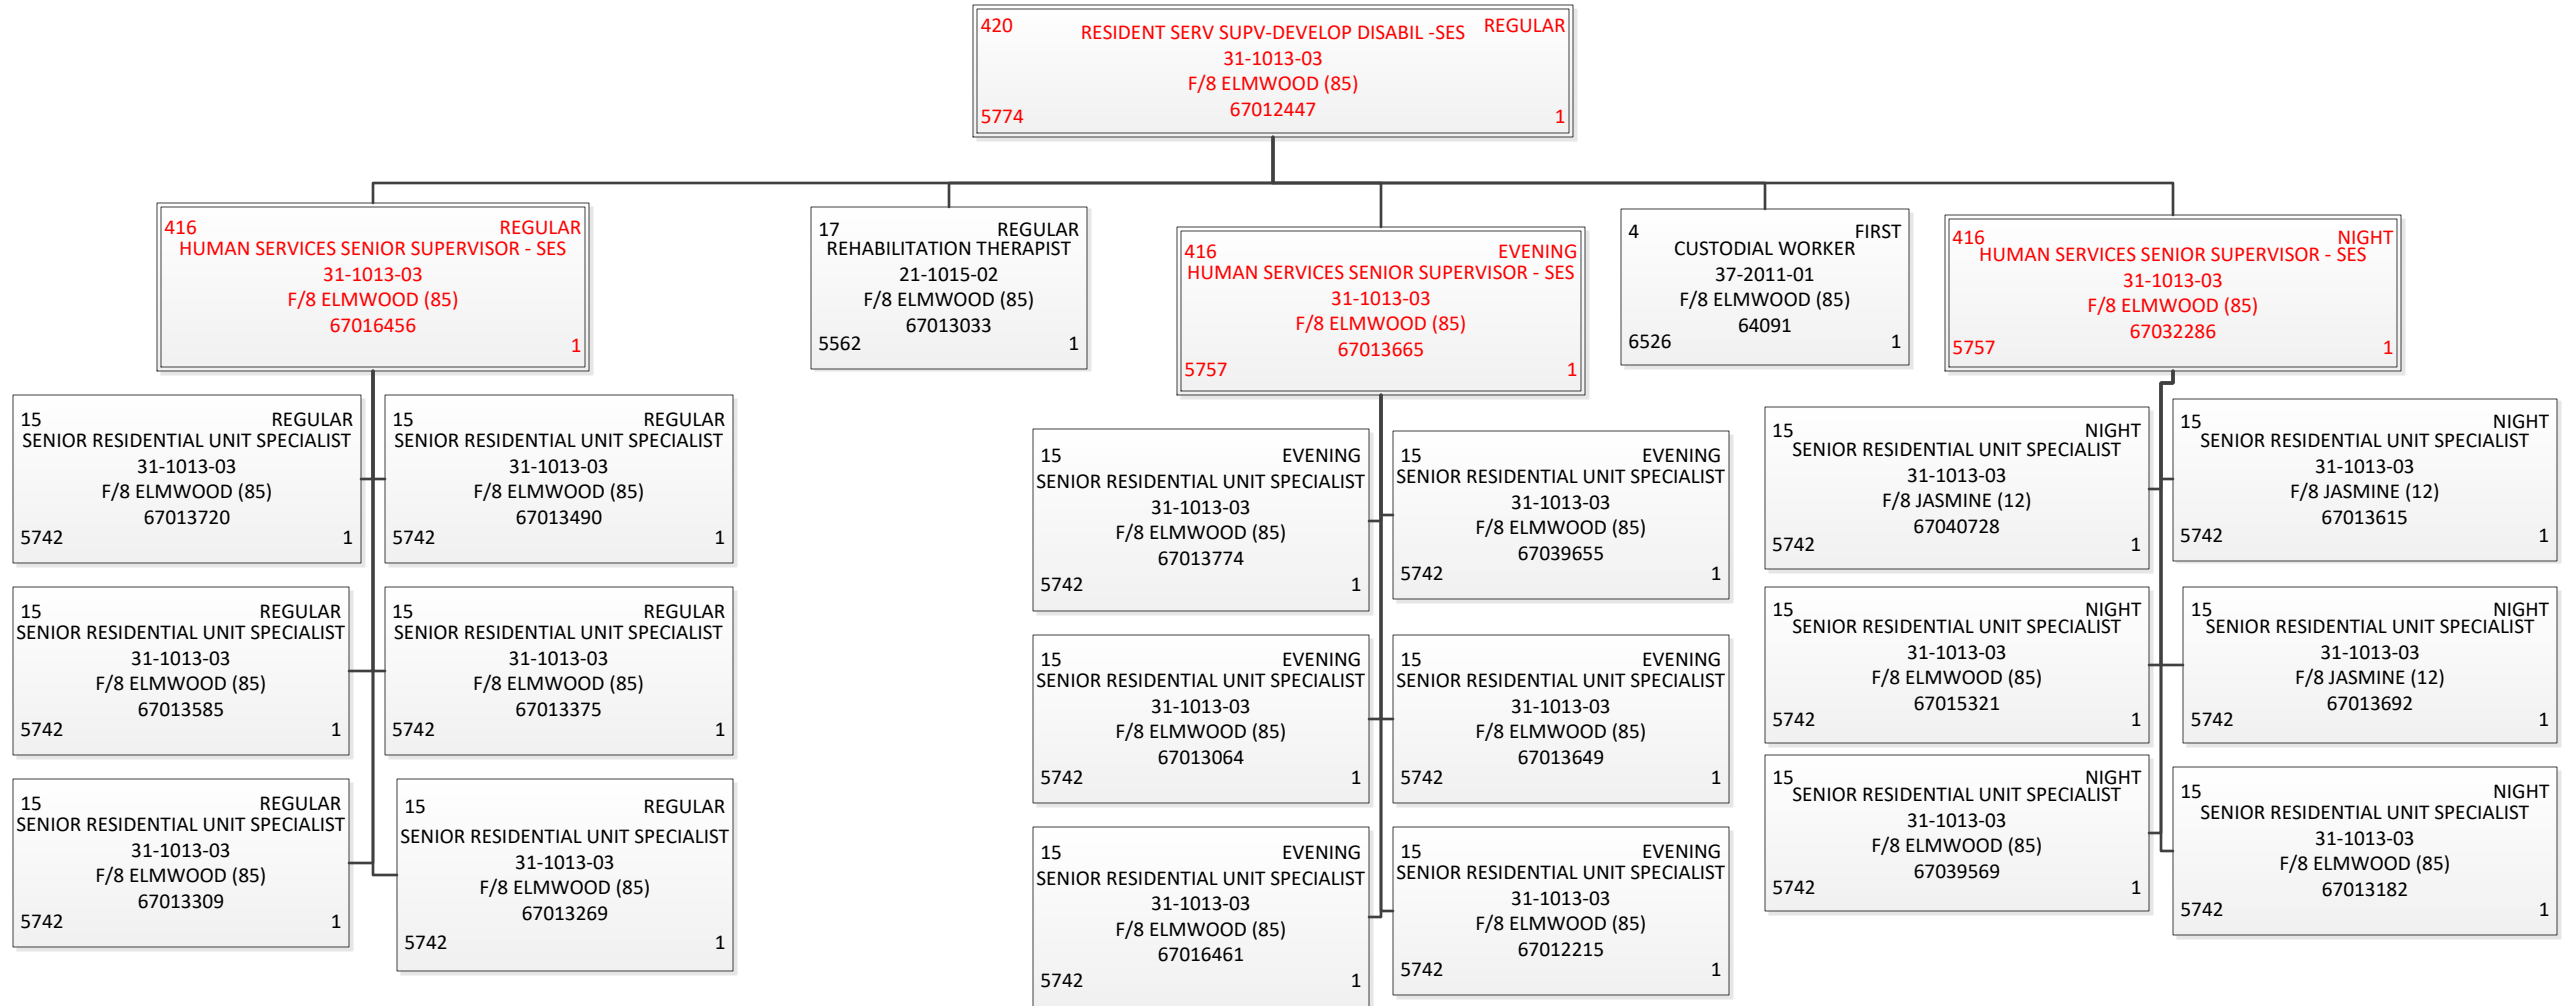 420 REGULAR
RESIDENT SERV SUPV-DEVELOP DISABIL -SES
31-1013-03
F/8 ELMWOOD (85)
67012447
5774 1
416 REGULAR
HUMAN SERVICES SENIOR SUPERVISOR - SES
31-1013-03
F/8 ELMWOOD (85)
67016456
1
17 REGULAR
REHABILITATION THERAPIST
21-1015-02
F/8 ELMWOOD (85)
67013033
5562 1
416 EVENING
HUMAN SERVICES SENIOR SUPERVISOR - SES
31-1013-03
F/8 ELMWOOD (85)
67013665
5757 1
4 FIRST
CUSTODIAL WORKER
37-2011-01
F/8 ELMWOOD (85)
64091
6526 1
416 NIGHT
HUMAN SERVICES SENIOR SUPERVISOR - SES
31-1013-03
F/8 ELMWOOD (85)
67032286
5757 1
15 REGULAR
SENIOR RESIDENTIAL UNIT SPECIALIST
31-1013-03
F/8 ELMWOOD (85)
67013720
5742 1
15 REGULAR
SENIOR RESIDENTIAL UNIT SPECIALIST
31-1013-03
F/8 ELMWOOD (85)
67013490
5742 1
15 REGULAR
SENIOR RESIDENTIAL UNIT SPECIALIST
31-1013-03
F/8 ELMWOOD (85)
67013585
5742 1
15 REGULAR
SENIOR RESIDENTIAL UNIT SPECIALIST
31-1013-03
F/8 ELMWOOD (85)
67013375
5742 1
15 REGULAR
SENIOR RESIDENTIAL UNIT SPECIALIST
31-1013-03
F/8 ELMWOOD (85)
67013309
5742 1
15 REGULAR
SENIOR RESIDENTIAL UNIT SPECIALIST
31-1013-03
F/8 ELMWOOD (85)
67013269
5742 1
15 EVENING
SENIOR RESIDENTIAL UNIT SPECIALIST
31-1013-03
F/8 ELMWOOD (85)
67013774
5742 1
15 EVENING
SENIOR RESIDENTIAL UNIT SPECIALIST
31-1013-03
F/8 ELMWOOD (85)
67039655
5742 1
15 EVENING
SENIOR RESIDENTIAL UNIT SPECIALIST
31-1013-03
F/8 ELMWOOD (85)
67013064
5742 1
15 EVENING
SENIOR RESIDENTIAL UNIT SPECIALIST
31-1013-03
F/8 ELMWOOD (85)
67013649
5742 1
15 EVENING
SENIOR RESIDENTIAL UNIT SPECIALIST
31-1013-03
F/8 ELMWOOD (85)
67016461
5742 1
15 EVENING
SENIOR RESIDENTIAL UNIT SPECIALIST
31-1013-03
F/8 ELMWOOD (85)
67012215
5742 1
15 NIGHT
SENIOR RESIDENTIAL UNIT SPECIALIST
31-1013-03
F/8 JASMINE (12)
67040728
5742 1
15 NIGHT
SENIOR RESIDENTIAL UNIT SPECIALIST
31-1013-03
F/8 JASMINE (12)
67013615
5742 1
15 NIGHT
SENIOR RESIDENTIAL UNIT SPECIALIST
31-1013-03
F/8 ELMWOOD (85)
67015321
5742 1
15 NIGHT
SENIOR RESIDENTIAL UNIT SPECIALIST
31-1013-03
F/8 JASMINE (12)
67013692
5742 1
15 NIGHT
SENIOR RESIDENTIAL UNIT SPECIALIST
31-1013-03
F/8 ELMWOOD (85)
67039569
5742 1
15 NIGHT
SENIOR RESIDENTIAL UNIT SPECIALIST
31-1013-03
F/8 ELMWOOD (85)
67013182
5742 1